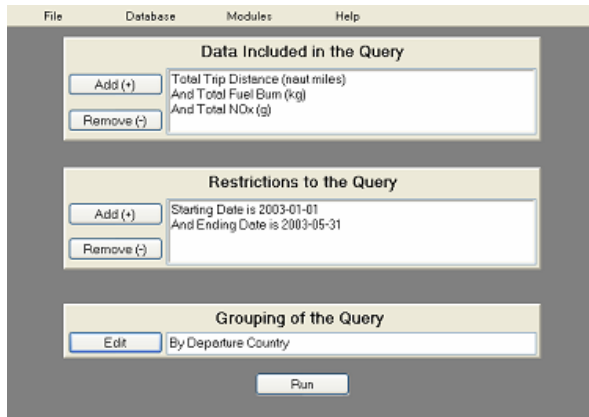 File Database Modules Help
Data Included in the Query
Add (+)
Total Trip Distance (naut miles)
And Total Fuel Burn (kg)
And Total NOx (g)
Remove (-)
Restrictions to the Query
Add (+)
Starting Date is 2003-01-01
And Ending Date is 2003-05-31
Remove (-)
Grouping of the Query
Edit By Departure Country
Run